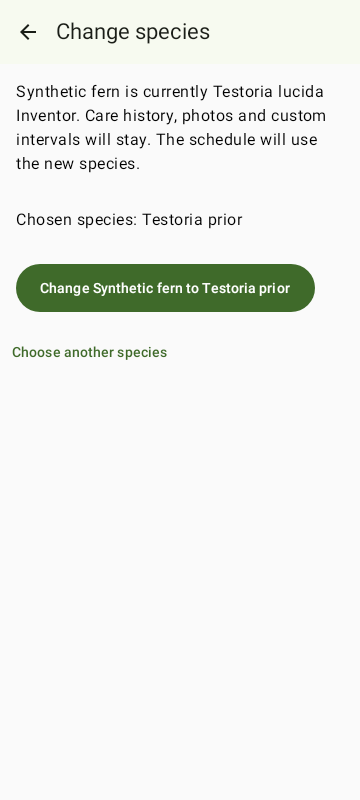 Change species
Synthetic fern is currently Testoria lucida
Inventor. Care history, photos and custom
intervals will stay. The schedule will use
the new species.
Chosen species: Testoria prior
Change Synthetic fern to Testoria prior
Choose another species